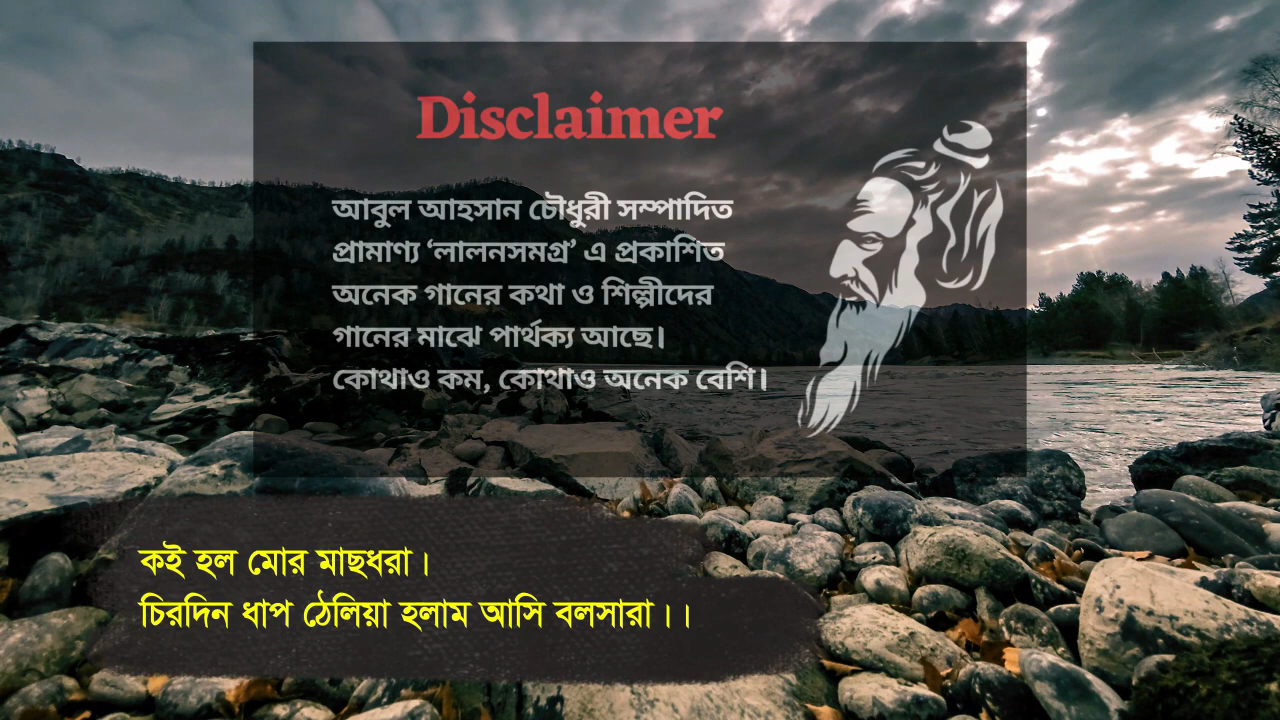 Disclaimer
আবুল আহসান চৌধুরী সম্পাদিত
প্রামাণ্য ‘লালনসমগ্র’ এ প্রকাশিত
অনেক গানের কথা ও শিল্পীদের
গানের মাঝে পার্থক্য আছে।
কোথাও কম, কোথাও অনেক বেশি।
কই হল মোর মাছধরা।
চিরদিন ধাপ ঠেলিয়া হলাম আসি বলসারা।।